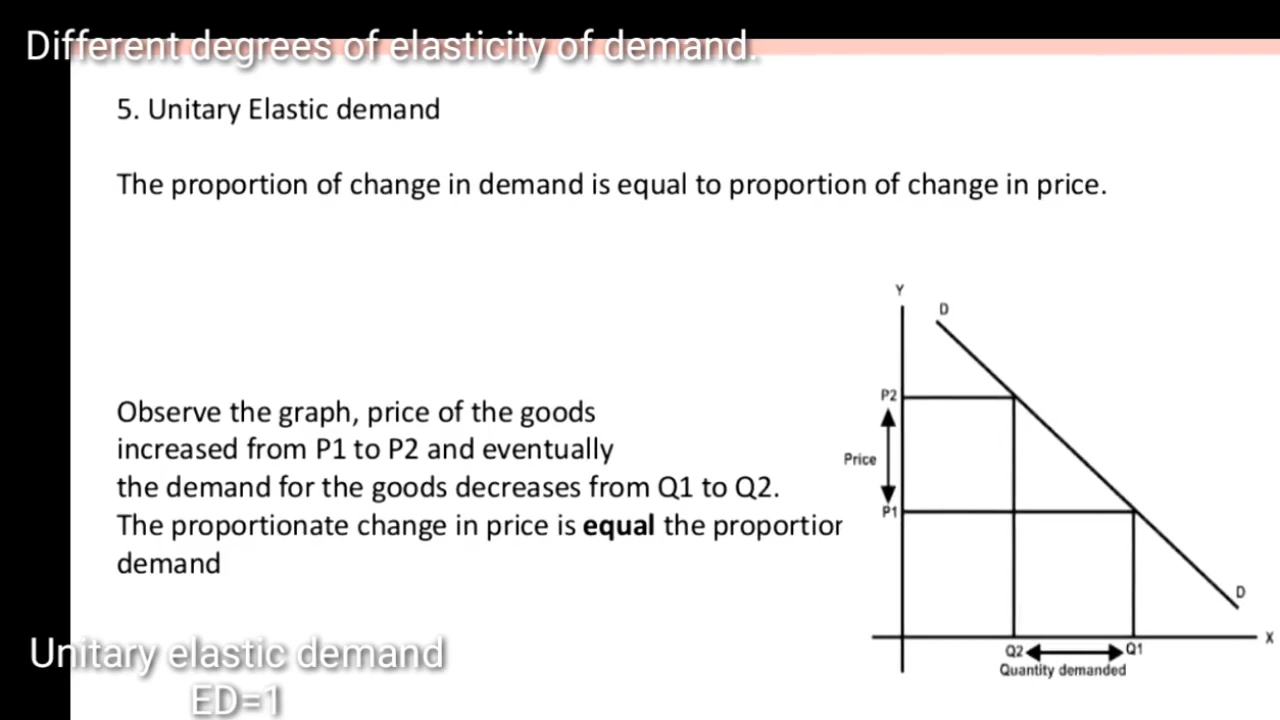 Different degrees of elasticity of demand.
5. Unitary Elastic demand
The proportion of change in demand is equal to proportion of change in price.
Observe the graph, price of the goods
increased from P1 to P2 and eventually
the demand for the goods decreases from Q1 to Q2.
The proportionate change in price is equal the proportior
demand
Y
D
P2
Price
P1
D
X
Q2
Q1
Quantity demanded
Unitary elastic demand
ED=1